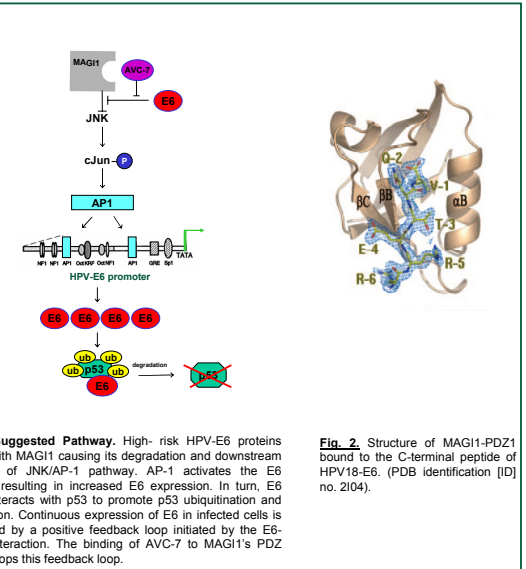 MAGI1
AVC-7
E6
JNK
cJun P
AP1
NF1 NF1 AP1 Oct KRF Oct NF1 AP1 GRE Sp1 TATA
HPV-E6 promoter
E6 E6 E6 E6
ub ub
ub p53 ub
E6
degradation
p53
Suggested Pathway. High- risk HPV-E6 proteins
with MAGI1 causing its degradation and downstream
of JNK/AP-1 pathway. AP-1 activates the E6
resulting in increased E6 expression. In turn, E6
teracts with p53 to promote p53 ubiquitination and
on. Continuous expression of E6 in infected cells is
d by a positive feedback loop initiated by the E6-
teraction. The binding of AVC-7 to MAGI1's PDZ
ops this feedback loop.
Q-2
V-1
βC
βB
αB
T-3
E-4
R-5
R-6
Fig. 2. Structure of MAGI1-PDZ1
bound to the C-terminal peptide of
HPV18-E6. (PDB identification [ID]
no. 2I04).